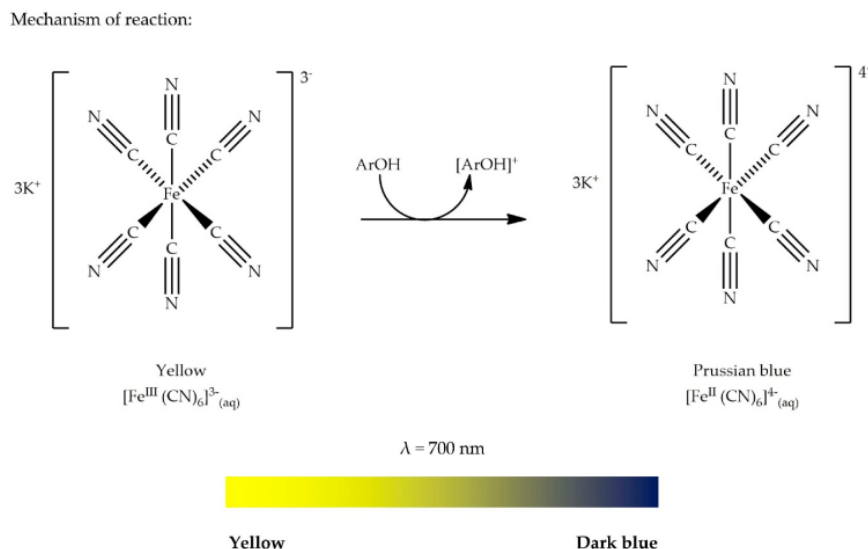 Mechanism of reaction:
3K⁺
3-
N N N
C C C
Fe
C C C
N N N
ArOH [ArOH]⁺
3K⁺
4-
N N N
C C C
Fe
C C C
N N N
Yellow
[Feᴵᴵᴵ (CN)₆]³⁻(aq)
Prussian blue
[Feᴵᴵ (CN)₆]⁴⁻(aq)
λ = 700 nm
Yellow Dark blue